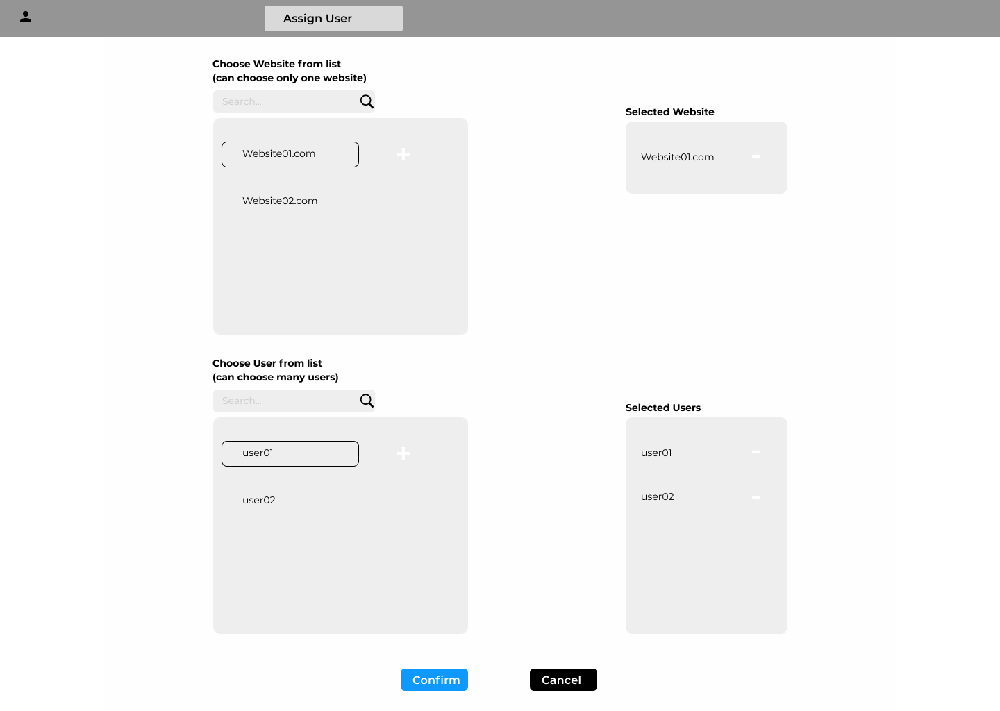 Assign User
Choose Website from list
(can choose only one website)
Search...
Selected Website
Website01.com +
Website01.com -
Website02.com
Choose User from list
(can choose many users)
Search...
Selected Users
user01 +
user01 -
user02
user02 -
Confirm
Cancel